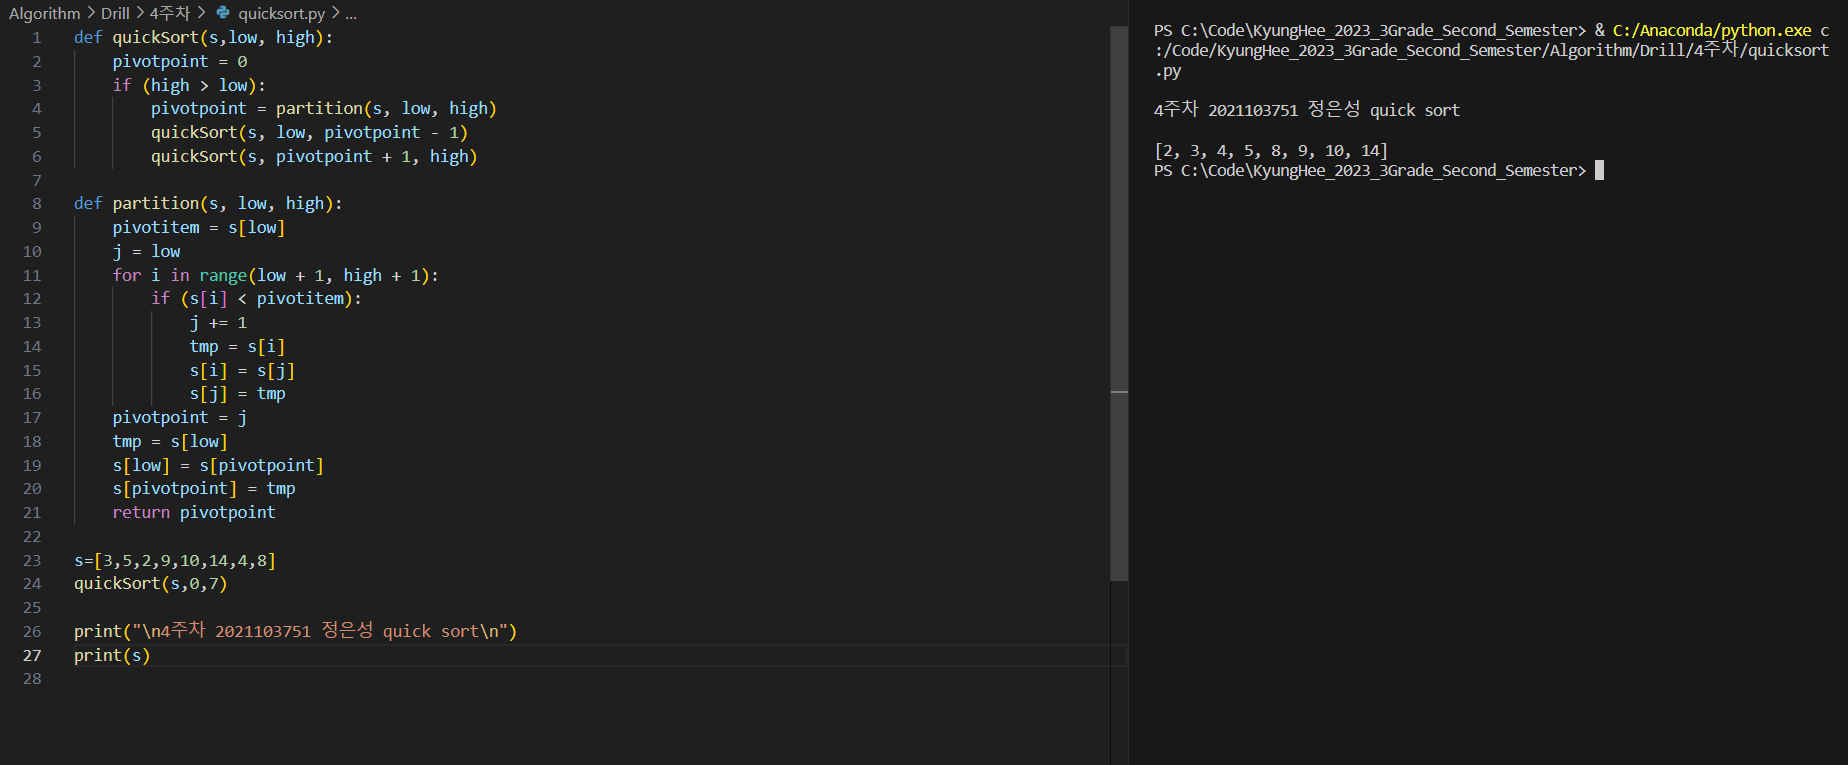 Algorithm > Drill > 4주차 > quicksort.py > ...
1 def quickSort(s,low, high):
2     pivotpoint = 0
3     if (high > low):
4         pivotpoint = partition(s, low, high)
5         quickSort(s, low, pivotpoint - 1)
6         quickSort(s, pivotpoint + 1, high)
7
8 def partition(s, low, high):
9     pivotitem = s[low]
10     j = low
11     for i in range(low + 1, high + 1):
12         if (s[i] < pivotitem):
13             j += 1
14             tmp = s[i]
15             s[i] = s[j]
16             s[j] = tmp
17     pivotpoint = j
18     tmp = s[low]
19     s[low] = s[pivotpoint]
20     s[pivotpoint] = tmp
21     return pivotpoint
22
23 s=[3,5,2,9,10,14,4,8]
24 quickSort(s,0,7)
25
26 print("\n4주차 2021103751 정은성 quick sort\n")
27 print(s)
28
PS C:\Code\KyungHee_2023_3Grade_Second_Semester> & C:/Anaconda/python.exe c
:/Code/KyungHee_2023_3Grade_Second_Semester/Algorithm/Drill/4주차/quicksort
.py
4주차 2021103751 정은성 quick sort
[2, 3, 4, 5, 8, 9, 10, 14]
PS C:\Code\KyungHee_2023_3Grade_Second_Semester>